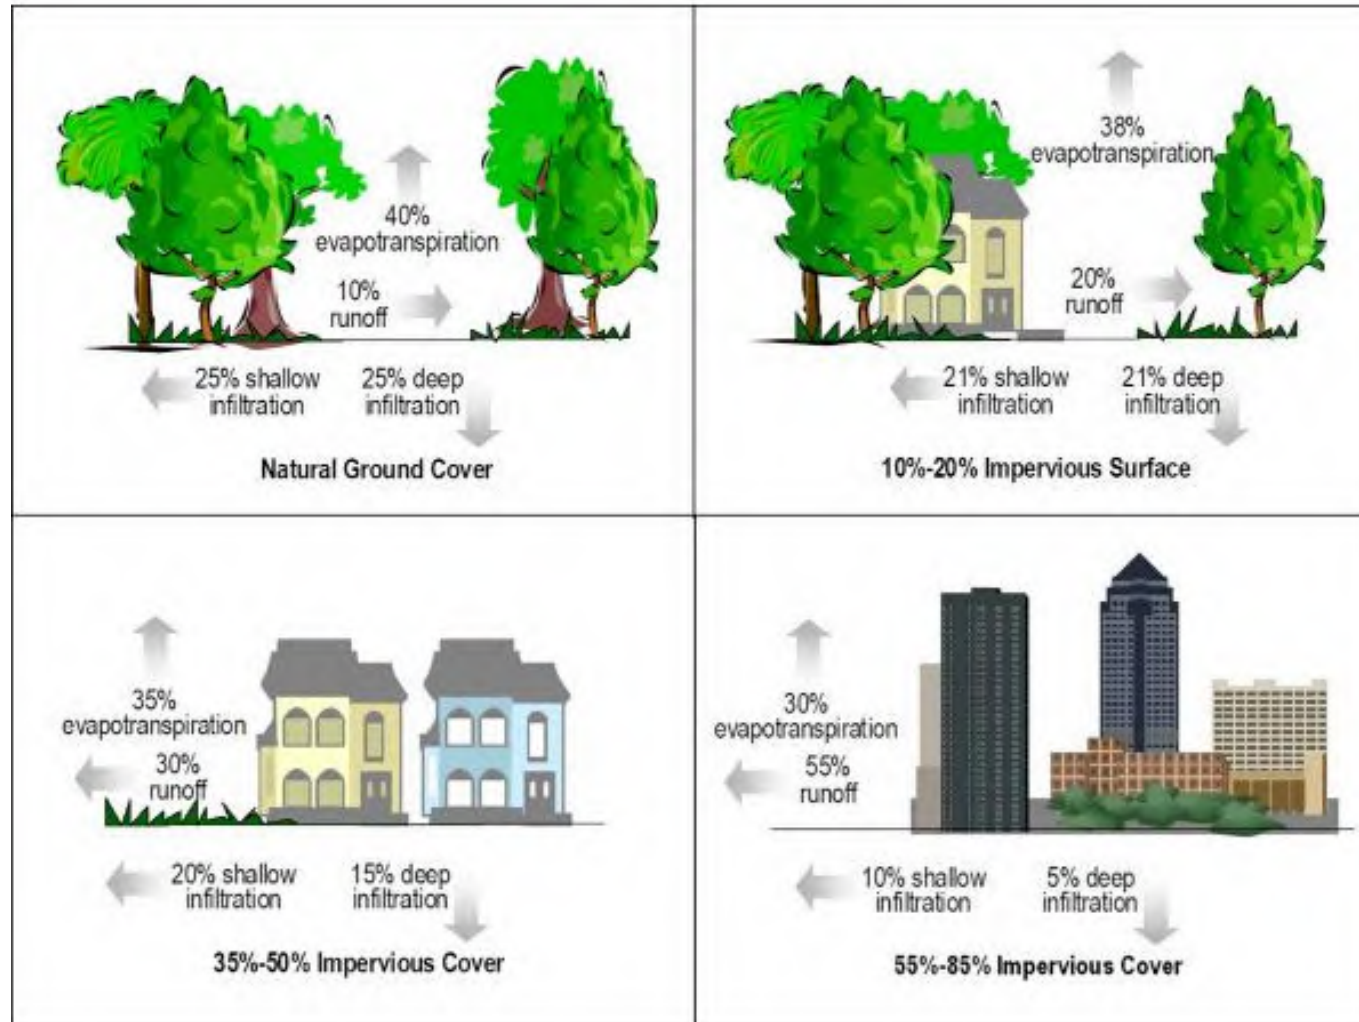 40%
evapotranspiration
10%
runoff
25% shallow
infiltration
25% deep
infiltration
Natural Ground Cover
38%
evapotranspiration
20%
runoff
21% shallow
infiltration
21% deep
infiltration
10%-20% Impervious Surface
35%
evapotranspiration
30%
runoff
20% shallow
infiltration
15% deep
infiltration
35%-50% Impervious Cover
30%
evapotranspiration
55%
runoff
10% shallow
infiltration
5% deep
infiltration
55%-85% Impervious Cover